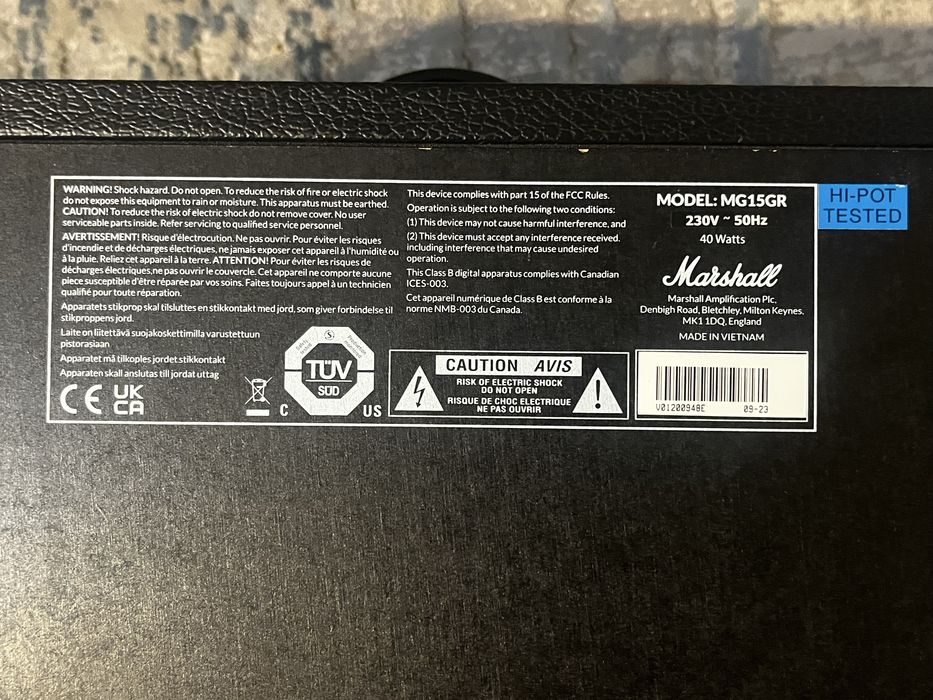 WARNING! Shock hazard. Do not open. To reduce the risk of fire or electric shock
do not expose this equipment to rain or moisture. This apparatus must be earthed.
CAUTION! To reduce the risk of electric shock do not remove cover. No user
serviceable parts inside. Refer servicing to qualified service personnel.
AVERTISSEMENT! Risque d'électrocution. Ne pas ouvrir. Pour éviter les risques
d'incendie et de décharges électriques, ne jamais exposer cet appareil à l'humidité ou
à la pluie. Reliez cet appareil à la terre. ATTENTION! Pour éviter les risques de
décharges électriques, ne pas ouvrir le couvercle. Cet appareil ne comporte aucune
piece susceptible d'être réparée par vos soins. Faites toujours appel à un technicien
qualifié pour toute réparation.
Apparatets stikprop skal tilsluttes en stikkontakt med jord, som giver forbindelse til
stikproppens jord.
Laite on liitettävä suojakoskettimilla varustettuun
pistorasiaan
Apparatet må tilkoples jordet stikkontakt
Apparaten skall anslutas till jordat uttag
CE
UK
CA
TÜV
SÜD
C US
This device complies with part 15 of the FCC Rules.
Operation is subject to the following two conditions:
(1) This device may not cause harmful interference, and
(2) This device must accept any interference received.
including interference that may cause undesired
operation.
This Class B digital apparatus complies with Canadian
ICES-003.
Cet appareil numérique de Class B est conforme à la
norme NMB-003 du Canada.
CAUTION AVIS
RISK OF ELECTRIC SHOCK
DO NOT OPEN
RISQUE DE CHOC ELECTRIQUE
NE PAS OUVRIR
!
MODEL: MG15GR
230V ~ 50Hz
40 Watts
Marshall
Marshall Amplification Plc,
Denbigh Road, Bletchley, Milton Keynes.
MK1 1DQ, England
MADE IN VIETNAM
V0120094BE 09-23
HI-POT
TESTED